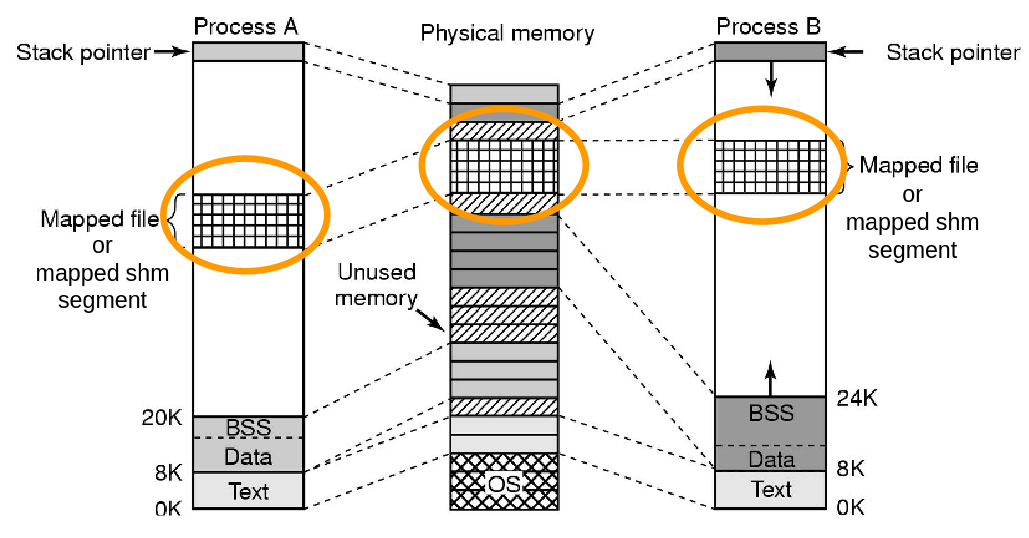 Process A
Physical memory
Process B
Stack pointer
Stack pointer
Mapped file
or
mapped shm
segment
Mapped file
or
mapped shm
segment
Unused
memory
20K
BSS
Data
8K
Text
0K
OS
24K
BSS
Data
8K
Text
0K